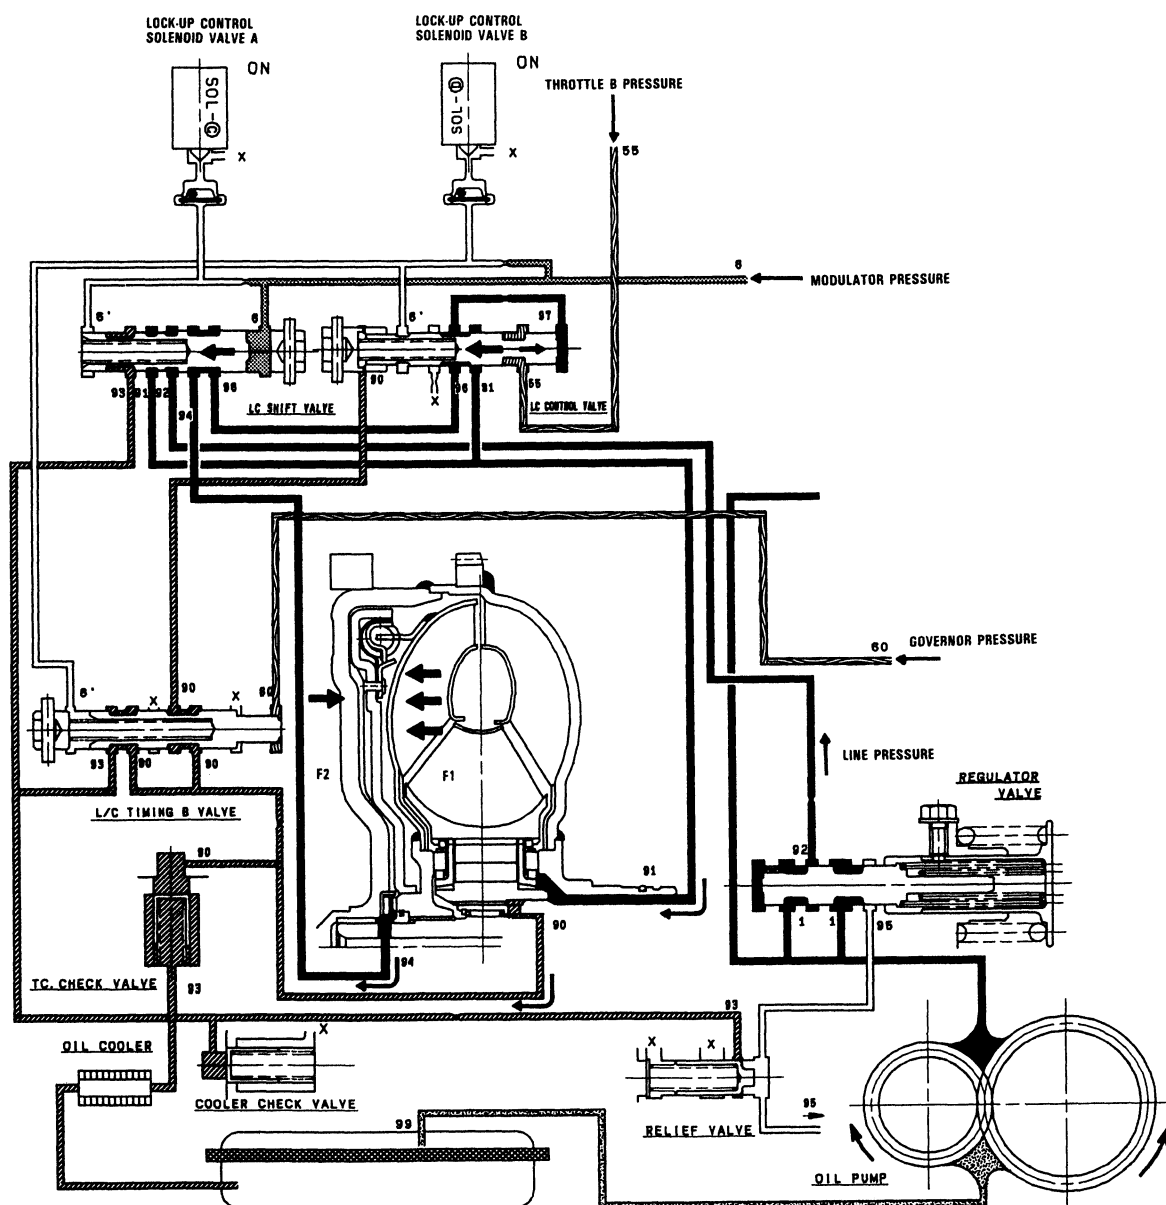 LOCK-UP CONTROL
SOLENOID VALVE A
LOCK-UP CONTROL
SOLENOID VALVE B
ON
ON
SOL-Ⓒ
SOL-Ⓓ
THROTTLE B PRESSURE
X
X
55
6
MODULATOR PRESSURE
6'
6
6'
97
93
91
92
96
90
96
91
55
94
X
LC SHIFT VALVE
LC CONTROL VALVE
60
GOVERNOR PRESSURE
6'
90
X
X
93
90
90
L/C TIMING B VALVE
F2
F1
LINE PRESSURE
REGULATOR
VALVE
90
92
91
1
1
95
90
94
TC. CHECK VALVE
93
93
OIL COOLER
X
X
X
COOLER CHECK VALVE
95
99
RELIEF VALVE
OIL PUMP